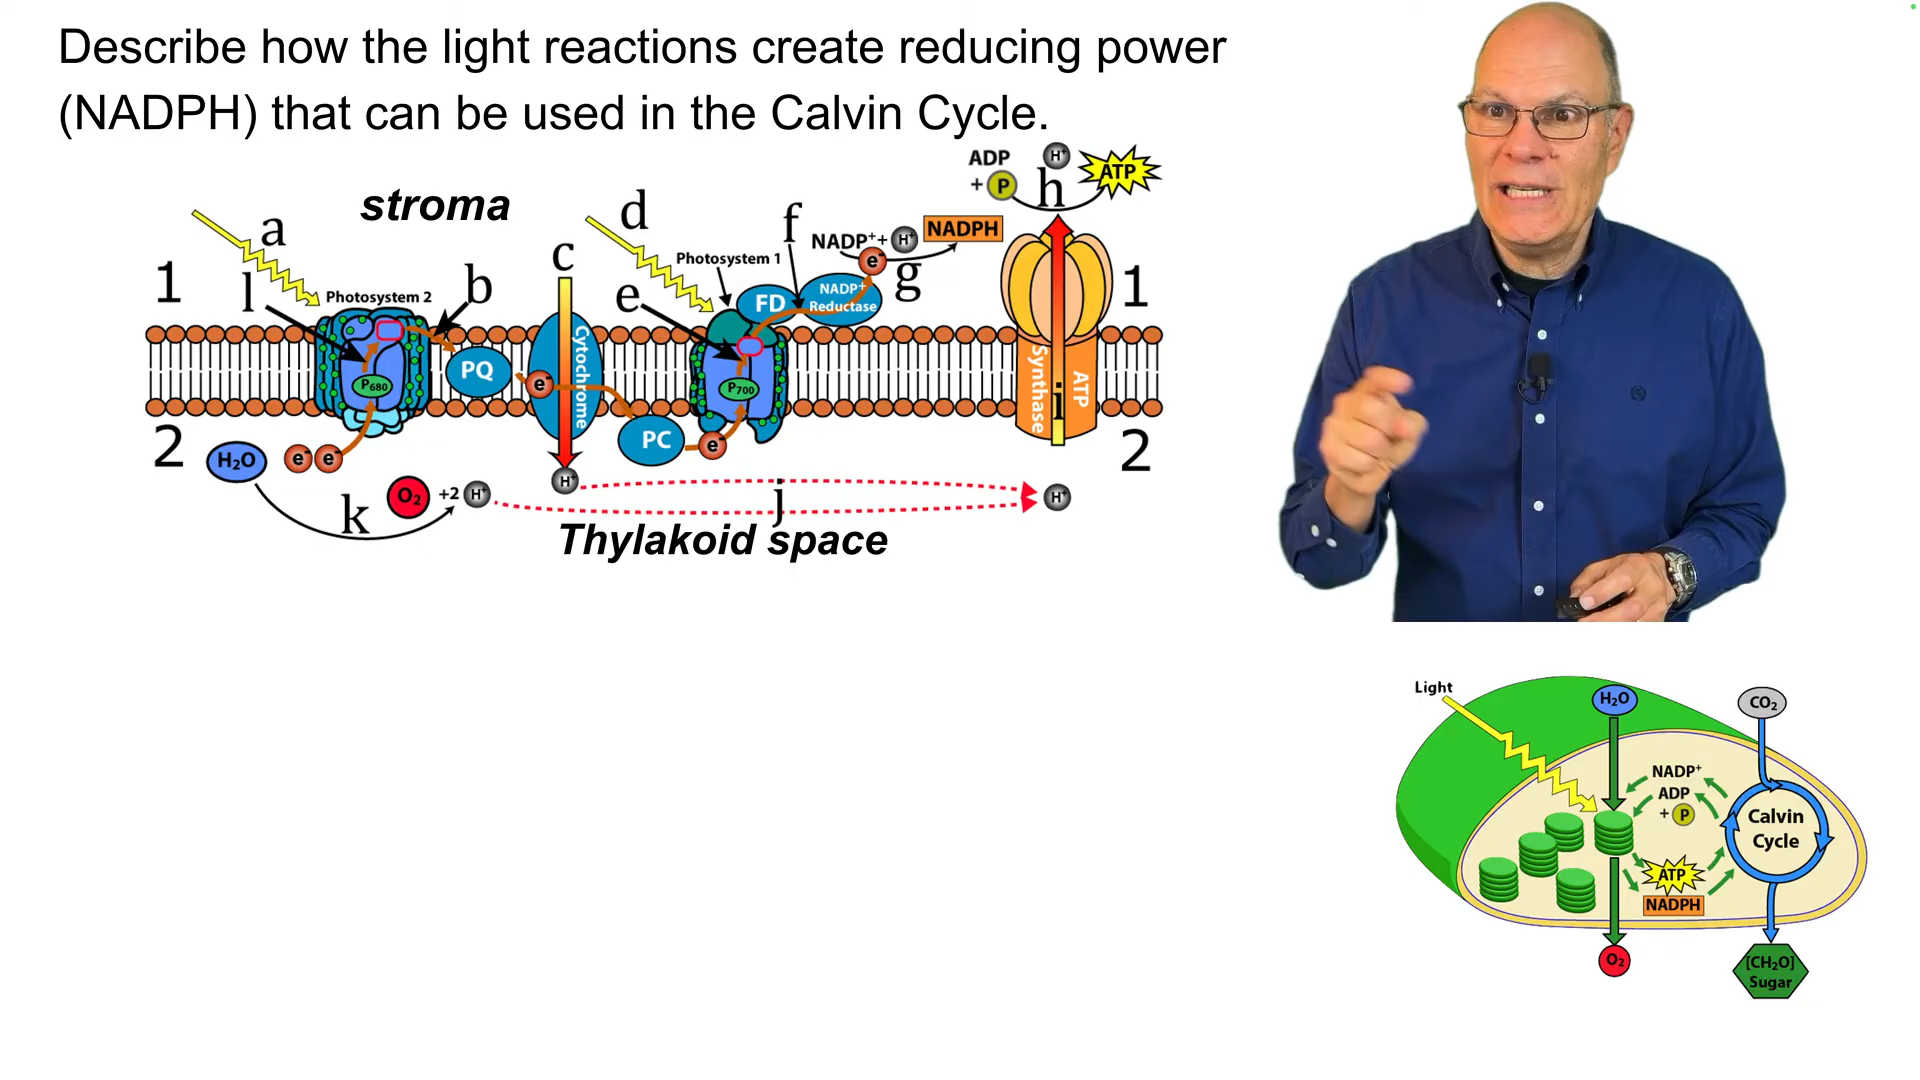 Describe how the light reactions create reducing power
(NADPH) that can be used in the Calvin Cycle.
ADP
+ P
H⁺
h
ATP
stroma
a
d
f
NADP⁺+ H⁺
NADPH
e⁻
g
c
Photosystem 1
1
l
Photosystem 2
b
e
FD
NADP⁺
Reductase
1
PQ
Cytochrome
e⁻
P680
P700
Synthase
ATP
i
2
H₂O
e⁻ e⁻
PC
e⁻
2
k
O₂ +2 H⁺
H⁺
j
H⁺
Thylakoid space
Light
H₂O
CO₂
NADP⁺
ADP
+ P
Calvin
Cycle
ATP
NADPH
O₂
[CH₂O]
Sugar